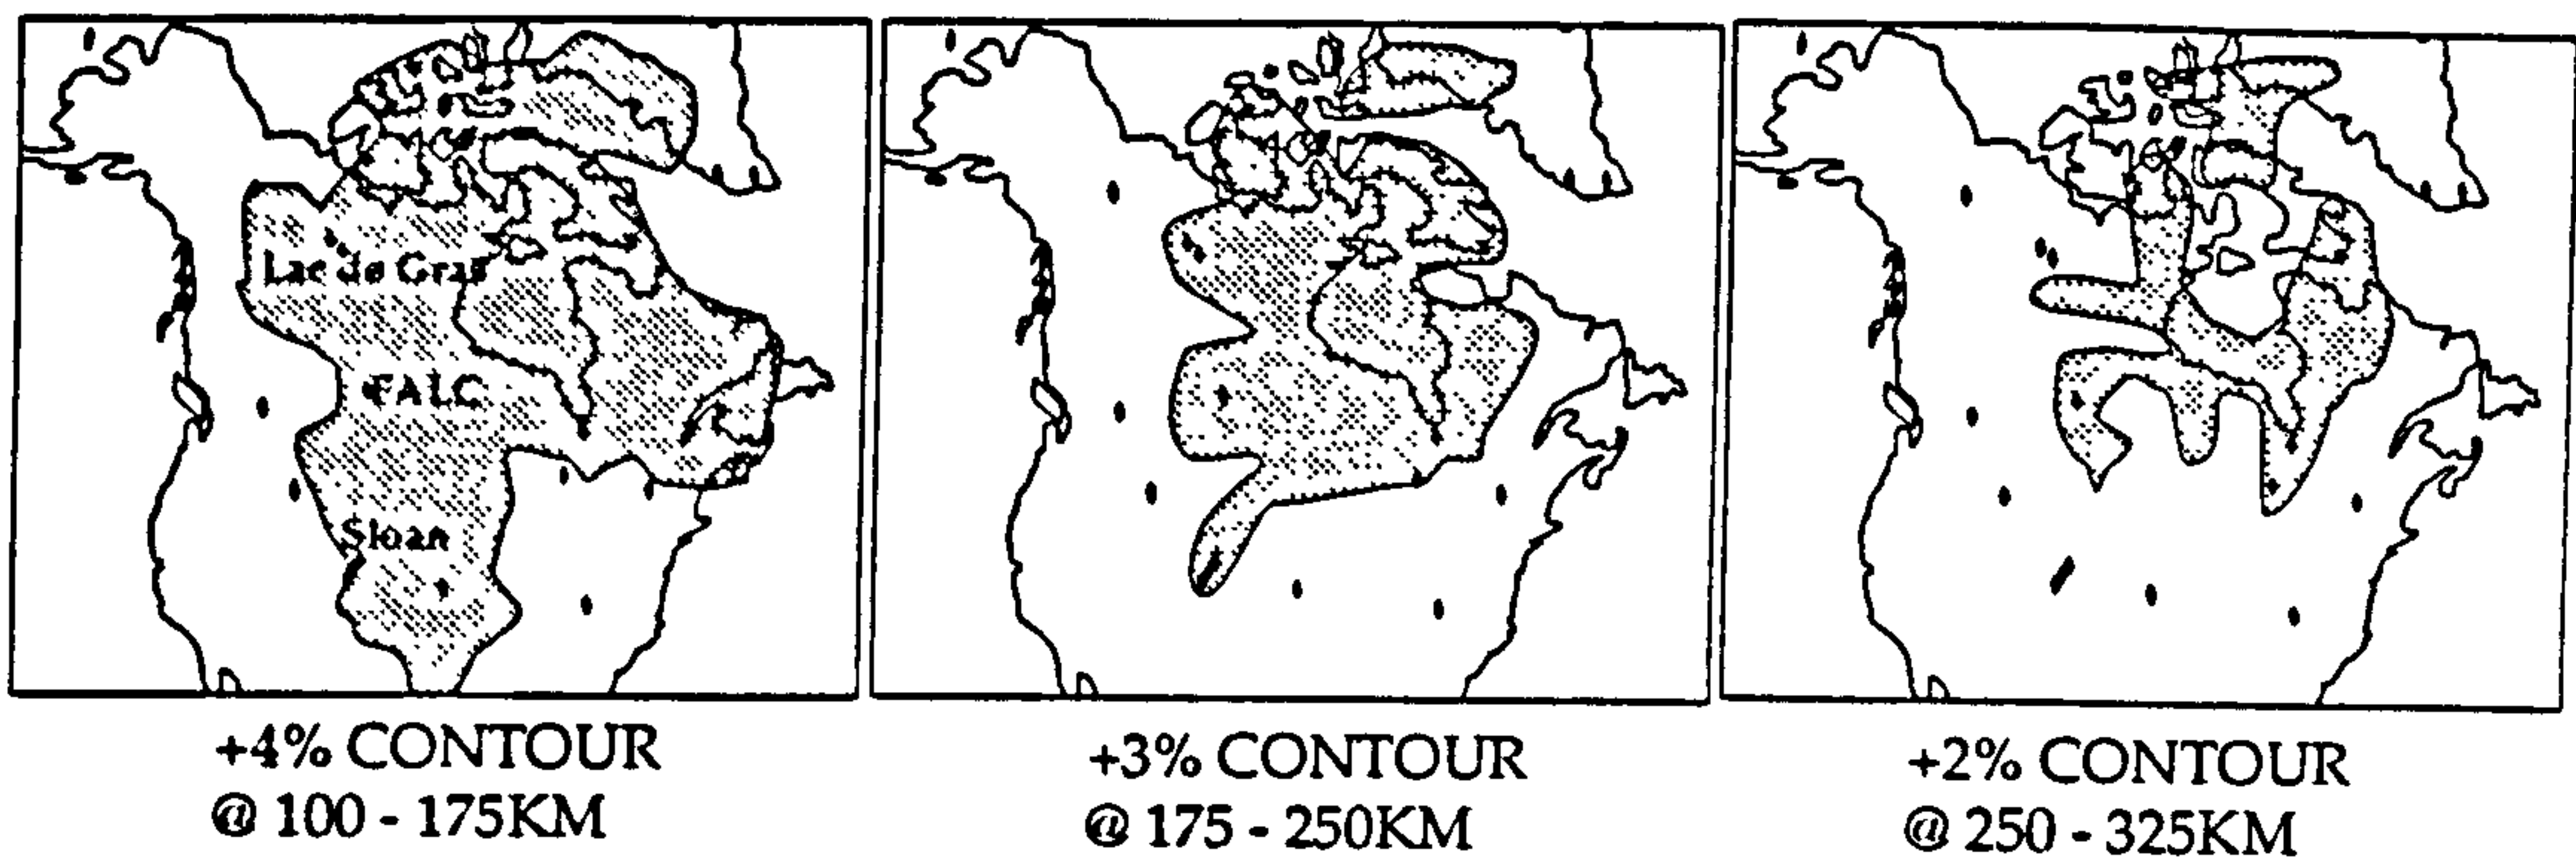 Lac de Gras
FALC
Sloan
+4% CONTOUR
@ 100 - 175KM
+3% CONTOUR
@ 175 - 250KM
+2% CONTOUR
@ 250 - 325KM